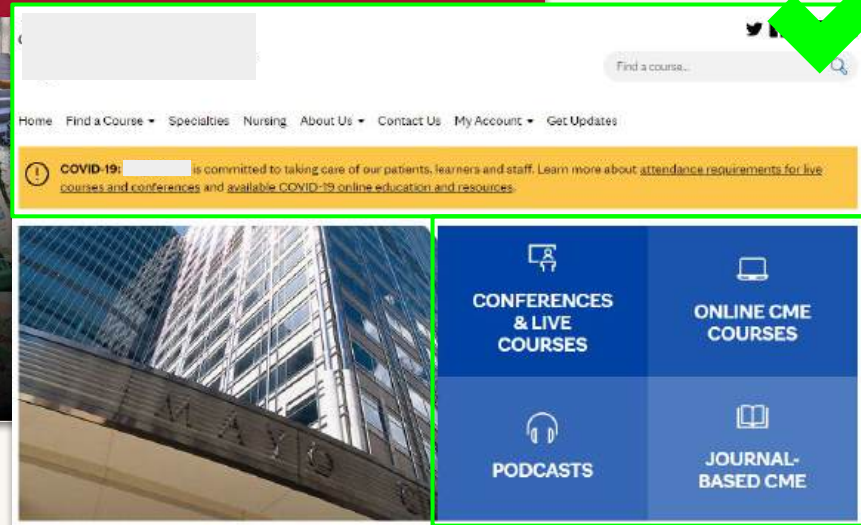 Find a course...
Home Find a Course Specialties Nursing About Us Contact Us My Account Get Updates
COVID-19: is committed to taking care of our patients, learners and staff. Learn more about attendance requirements for live
courses and conferences and available COVID-19 online education and resources.
CONFERENCES
& LIVE
COURSES
ONLINE CME
COURSES
MAYO
PODCASTS
JOURNAL-
BASED CME